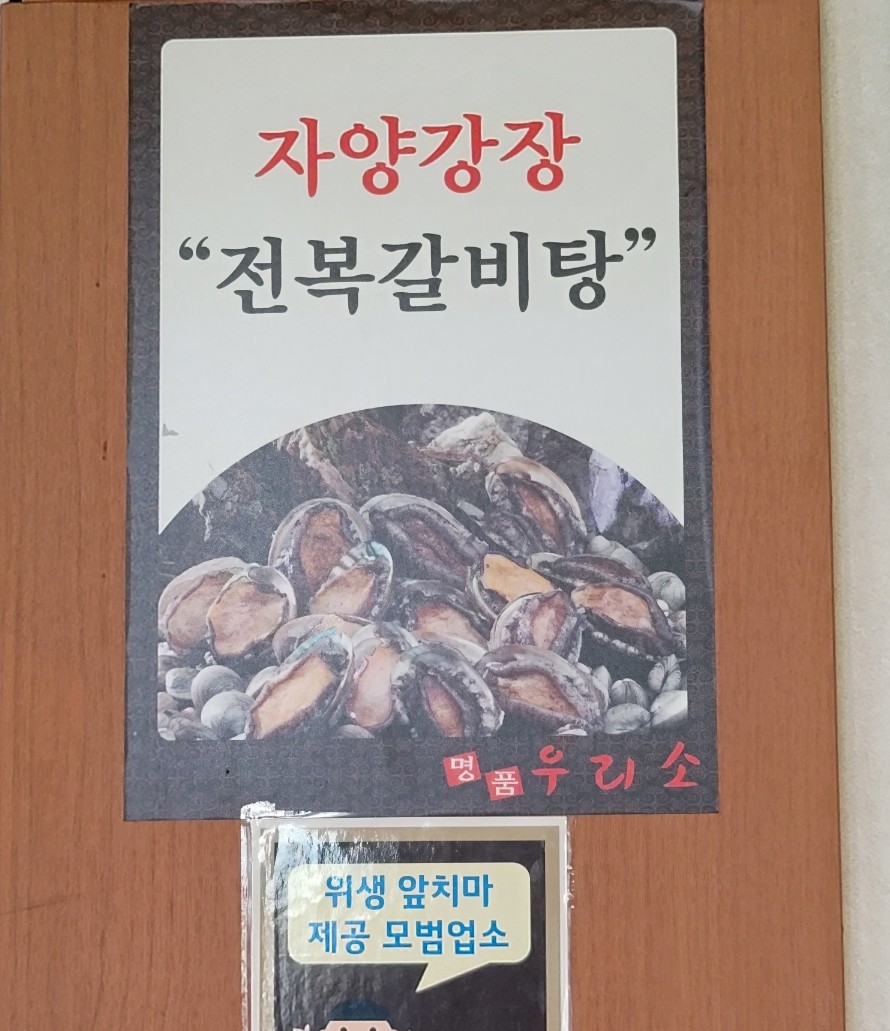 자양강장
“전복갈비탕”
명품 우리소
위생 앞치마
제공 모범업소